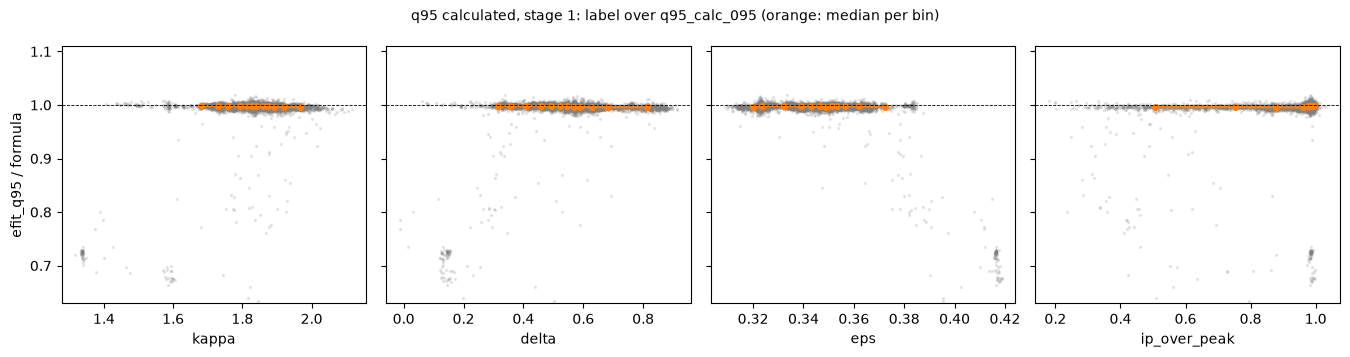 q95 calculated, stage 1: label over q95_calc_095 (orange: median per bin)
efit_q95 / formula
1.1
1.0
0.9
0.8
0.7
1.4 1.6 1.8 2.0
kappa
0.0 0.2 0.4 0.6 0.8
delta
0.32 0.34 0.36 0.38 0.40 0.42
eps
0.2 0.4 0.6 0.8 1.0
ip_over_peak